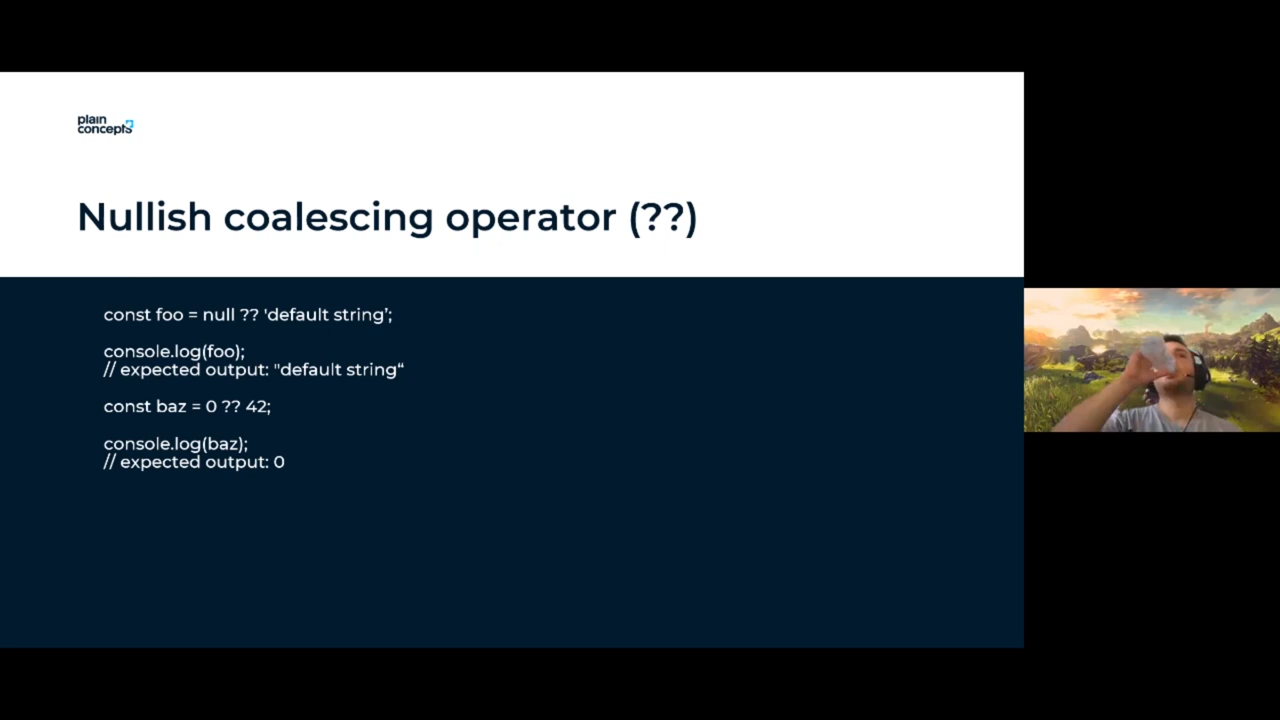 plain
concepts
Nullish coalescing operator (??)
const foo = null ?? 'default string’;
console.log(foo);
// expected output: "default string“
const baz = 0 ?? 42;
console.log(baz);
// expected output: 0